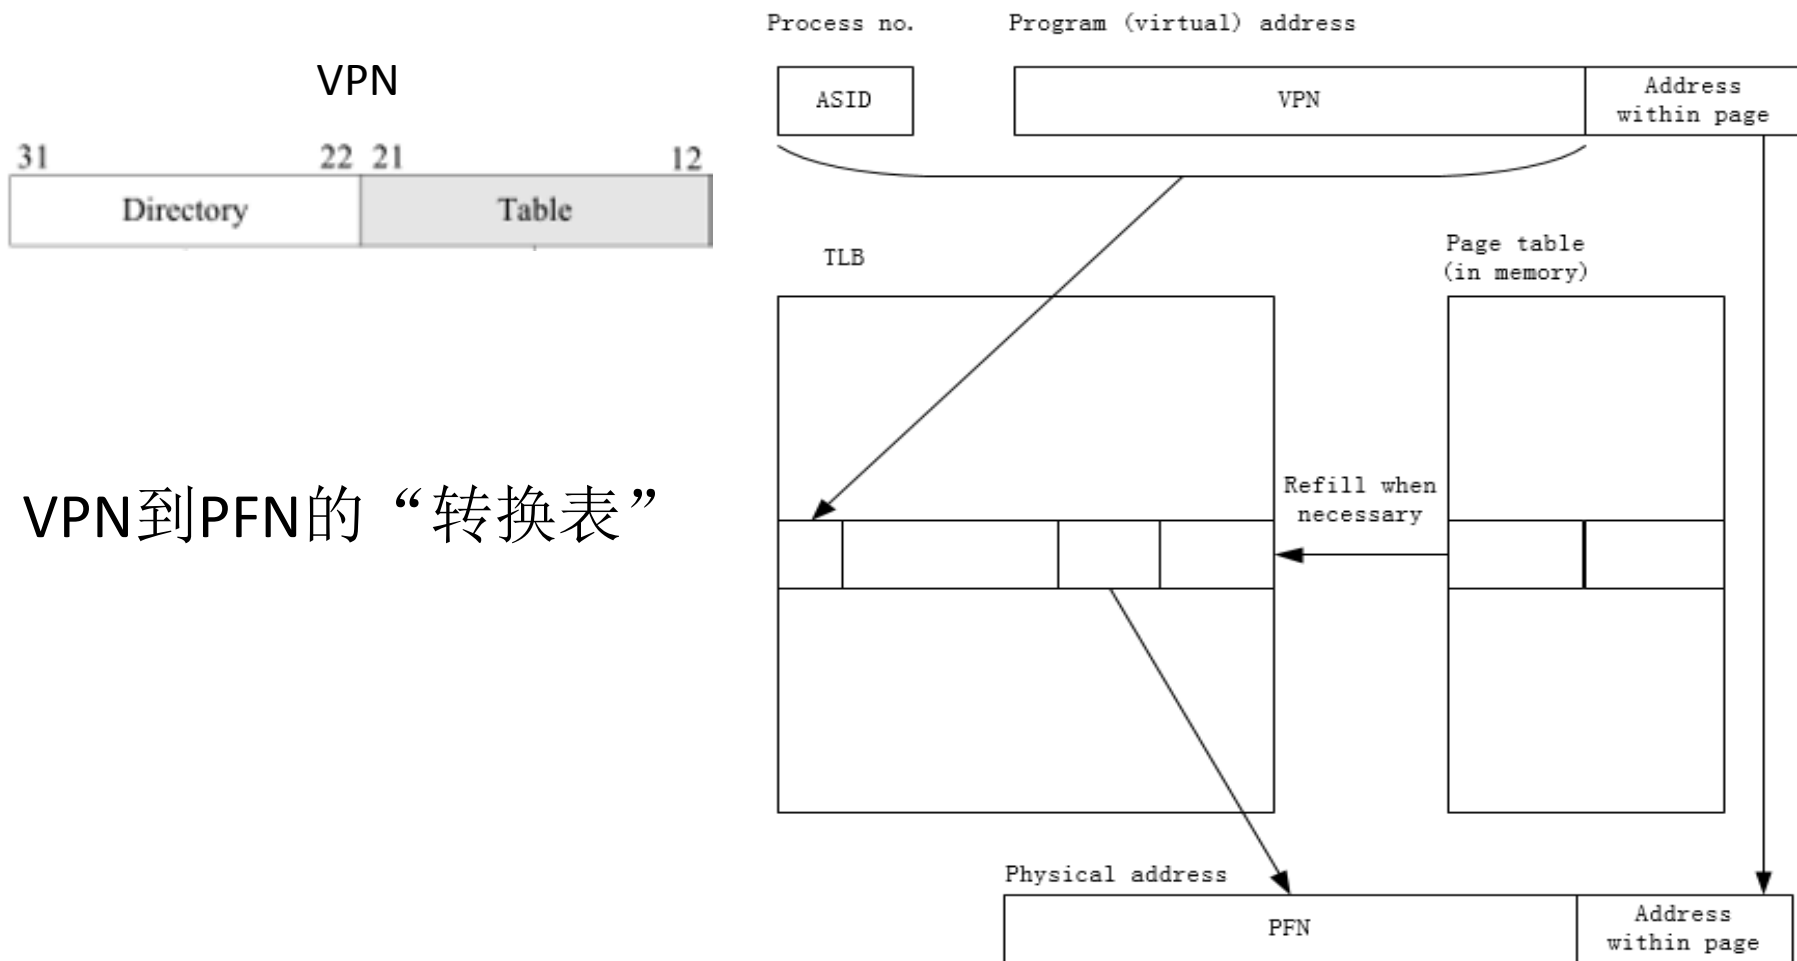 VPN
31 22 21 12
Directory Table
VPN到PFN的“转换表”
Process no. Program (virtual) address
ASID VPN Address
within page
TLB
Page table
(in memory)
Refill when
necessary
Physical address
PFN Address
within page